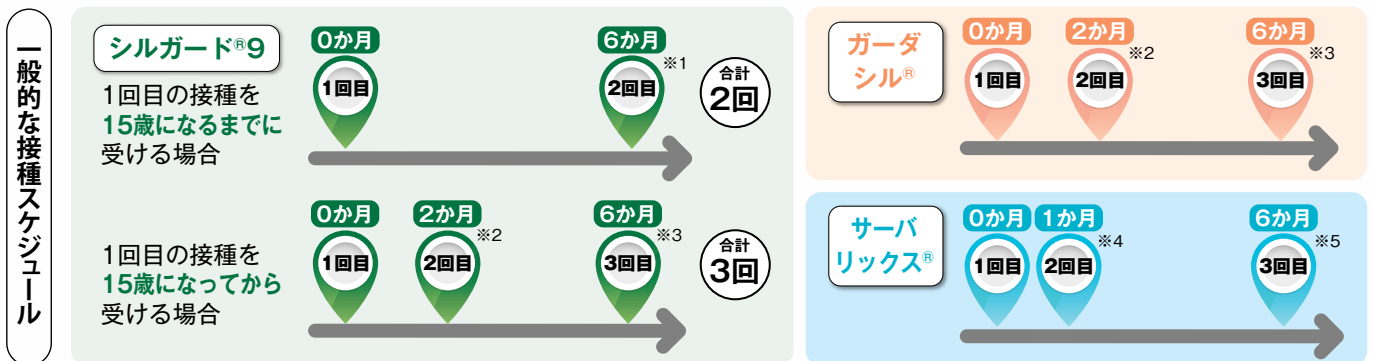 一般的な接種スケジュール
シルガード®9
1回目の接種を
15歳になるまでに
受ける場合
0か月
1回目
6か月
※1
2回目
合計
2回
1回目の接種を
15歳になってから
受ける場合
0か月
1回目
2か月
※2
2回目
6か月
※3
3回目
合計
3回
ガーダ
シル®
0か月
1回目
2か月
※2
2回目
6か月
※3
3回目
サーバ
リックス®
0か月
1回目
1か月
※4
2回目
6か月
※5
3回目